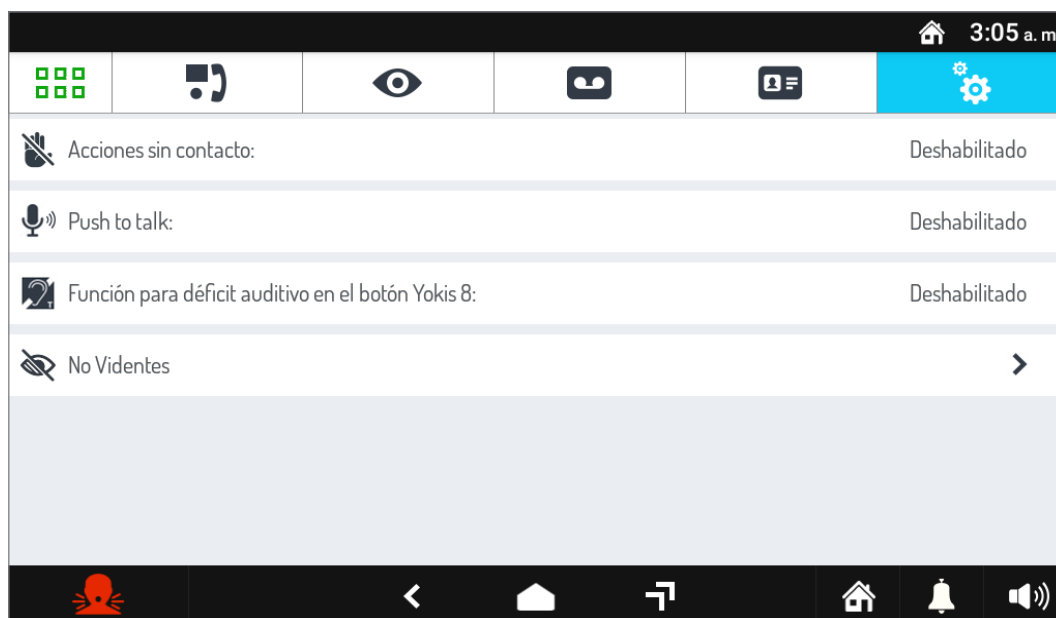 3:05 a. m
Acciones sin contacto: Deshabilitado
Push to talk: Deshabilitado
Función para déficit auditivo en el botón Yokis 8: Deshabilitado
No Videntes